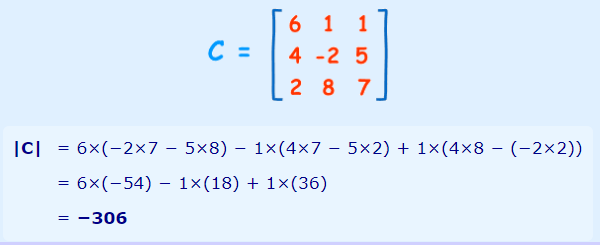 C =
6 1 1
4 -2 5
2 8 7
|C| = 6×(−2×7 − 5×8) − 1×(4×7 − 5×2) + 1×(4×8 − (−2×2))
= 6×(−54) − 1×(18) + 1×(36)
= −306